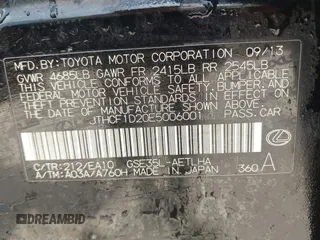 MFD.BY: TOYOTA MOTOR CORPORATION 09/13
GVWR 4685LB GAWR FR 2415LB RR 2545LB
THIS VEHICLE CONFORMS TO ALL APPLICABLE
FEDERAL MOTOR VEHICLE SAFETY, BUMPER, AND
THEFT PREVENTION STANDARDS IN EFFECT ON
THE DATE OF MANUFACTURE SHOWN ABOVE.
JTHCF1D20E5006001 PASS.CAR
C/TR:212/EA10 GSE35L-AETLHA
A/TM:A03A/A760H MADE IN JAPAN 360 A
DREAMBID